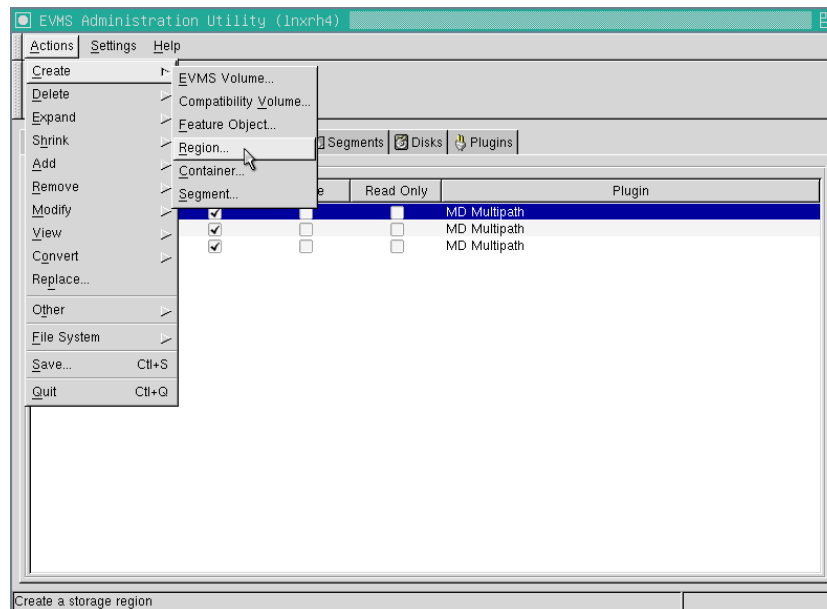 EVMS Administration Utility (lnxrh4)
Actions Settings Help
Create
Delete
Expand
Shrink
Add
Remove
Modify
View
Convert
Replace...
Other
File System
Save... Ctl+S
Quit Ctl+Q
EVMS Volume...
Compatibility Volume...
Feature Object...
Region...
Container...
Segment...
Segments Disks Plugins
Read Only Plugin
MD Multipath
MD Multipath
MD Multipath
Create a storage region